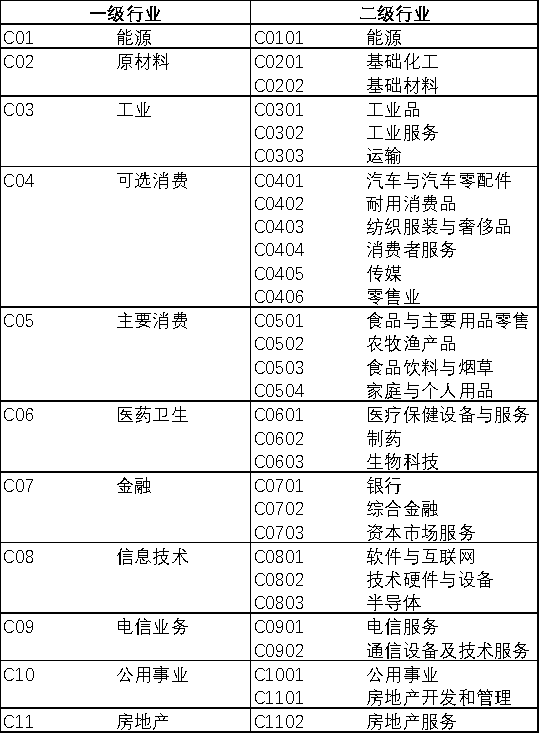 一级行业 二级行业
C01 能源 C0101 能源
C02 原材料 C0201 基础化工
C0202 基础材料
C03 工业 C0301 工业品
C0302 工业服务
C0303 运输
C04 可选消费 C0401 汽车与汽车零配件
C0402 耐用消费品
C0403 纺织服装与奢侈品
C0404 消费者服务
C0405 传媒
C0406 零售业
C05 主要消费 C0501 食品与主要用品零售
C0502 农牧渔产品
C0503 食品饮料与烟草
C0504 家庭与个人用品
C06 医药卫生 C0601 医疗保健设备与服务
C0602 制药
C0603 生物科技
C07 金融 C0701 银行
C0702 综合金融
C0703 资本市场服务
C08 信息技术 C0801 软件与互联网
C0802 技术硬件与设备
C0803 半导体
C09 电信业务 C0901 电信服务
C0902 通信设备及技术服务
C10 公用事业 C1001 公用事业
C1101 房地产开发和管理
C11 房地产 C1102 房地产服务